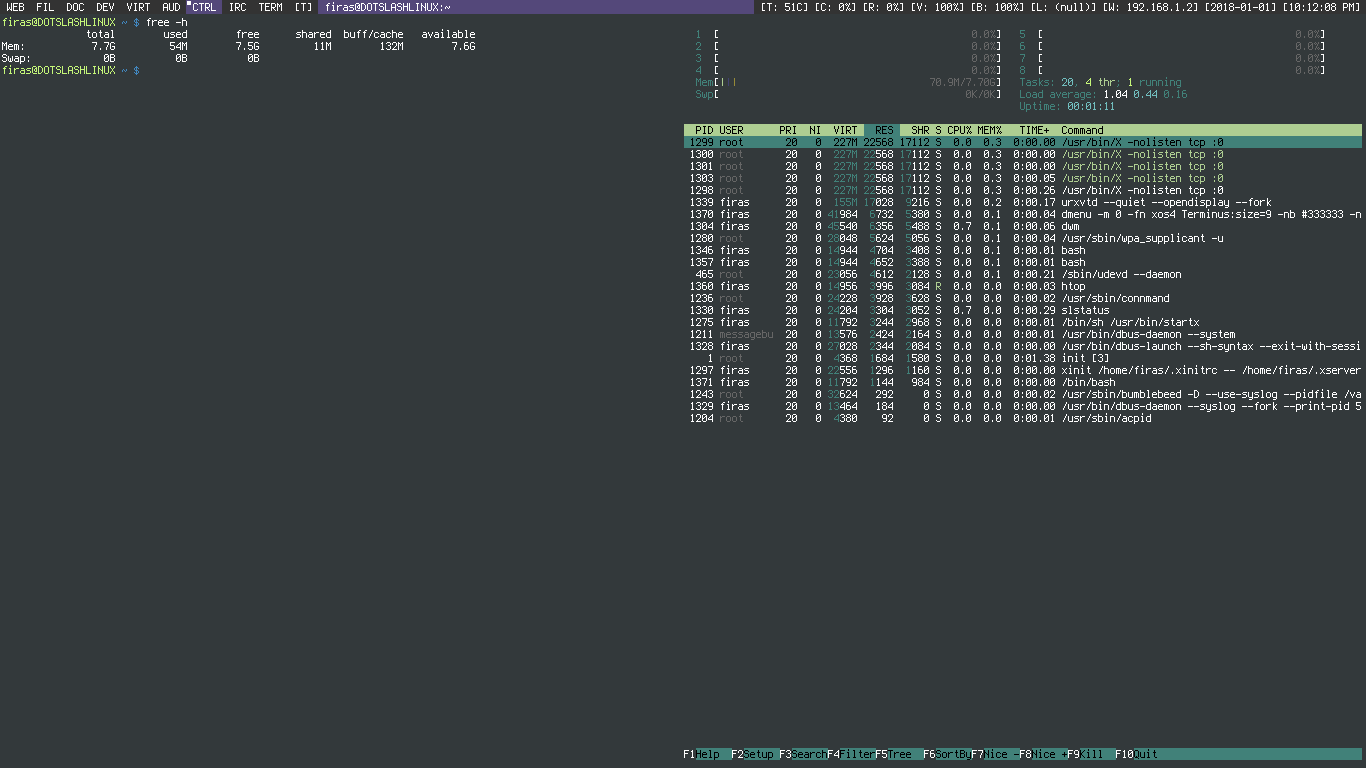 WEB FIL DOC DEV VIRT AUD CTRL IRC TERM [T] firas@DOTSLASHLINUX:~ [T: 51C] [C: 0%] [R: 0%] [V: 100%] [B: 100%] [L: (null)] [W: 192.168.1.2] [2018-01-01] [10:12:08 PM]
firas@DOTSLASHLINUX ~ $ free -h
total used free shared buff/cache available
Mem: 7.7G 54M 7.5G 11M 132M 7.6G
Swap: 0B 0B 0B
firas@DOTSLASHLINUX ~ $
1 [ 0.0%] 5 [ 0.0%]
2 [ 0.0%] 6 [ 0.0%]
3 [ 0.0%] 7 [ 0.0%]
4 [ 0.0%] 8 [ 0.0%]
Mem[||| 70.9M/7.70G] Tasks: 20, 4 thr; 1 running
Swp[ 0K/0K] Load average: 1.04 0.44 0.16
Uptime: 00:01:11
PID USER PRI NI VIRT RES SHR S CPU% MEM% TIME+ Command
1299 root 20 0 227M 22568 17112 S 0.0 0.3 0:00.00 /usr/bin/X -nolisten tcp :0
1300 root 20 0 227M 22568 17112 S 0.0 0.3 0:00.00 /usr/bin/X -nolisten tcp :0
1301 root 20 0 227M 22568 17112 S 0.0 0.3 0:00.00 /usr/bin/X -nolisten tcp :0
1303 root 20 0 227M 22568 17112 S 0.0 0.3 0:00.05 /usr/bin/X -nolisten tcp :0
1298 root 20 0 227M 22568 17112 S 0.0 0.3 0:00.26 /usr/bin/X -nolisten tcp :0
1339 firas 20 0 155M 17028 9216 S 0.0 0.2 0:00.17 urxvtd --quiet --opendisplay --fork
1370 firas 20 0 41984 6732 5380 S 0.0 0.1 0:00.04 dmenu -m 0 -fn xos4 Terminus:size=9 -nb #333333 -n
1304 firas 20 0 45540 6356 5488 S 0.7 0.1 0:00.06 dwm
1280 root 20 0 28048 5624 5056 S 0.0 0.1 0:00.04 /usr/sbin/wpa_supplicant -u
1346 firas 20 0 14944 4704 3408 S 0.0 0.1 0:00.01 bash
1357 firas 20 0 14944 4652 3388 S 0.0 0.1 0:00.01 bash
465 root 20 0 23056 4612 2128 S 0.0 0.1 0:00.21 /sbin/udevd --daemon
1360 firas 20 0 14956 3996 3084 R 0.0 0.0 0:00.03 htop
1236 root 20 0 24228 3928 3628 S 0.0 0.0 0:00.02 /usr/sbin/connmand
1330 firas 20 0 24204 3304 3052 S 0.7 0.0 0:00.29 slstatus
1275 firas 20 0 11792 3244 2968 S 0.0 0.0 0:00.01 /bin/sh /usr/bin/startx
1211 messagebu 20 0 13576 2424 2164 S 0.0 0.0 0:00.01 /usr/bin/dbus-daemon --system
1328 firas 20 0 27028 2344 2084 S 0.0 0.0 0:00.00 /usr/bin/dbus-launch --sh-syntax --exit-with-sessi
1 root 20 0 4368 1684 1580 S 0.0 0.0 0:01.38 init [3]
1297 firas 20 0 22556 1296 1160 S 0.0 0.0 0:00.00 xinit /home/firas/.xinitrc -- /home/firas/.xserver
1371 firas 20 0 11792 1144 984 S 0.0 0.0 0:00.00 /bin/bash
1243 root 20 0 32624 292 0 S 0.0 0.0 0:00.02 /usr/sbin/bumblebeed -D --use-syslog --pidfile /va
1329 firas 20 0 13464 184 0 S 0.0 0.0 0:00.00 /usr/bin/dbus-daemon --syslog --fork --print-pid 5
1204 root 20 0 4380 92 0 S 0.0 0.0 0:00.01 /usr/sbin/acpid
F1Help F2Setup F3SearchF4FilterF5Tree F6SortByF7Nice -F8Nice +F9Kill F10Quit